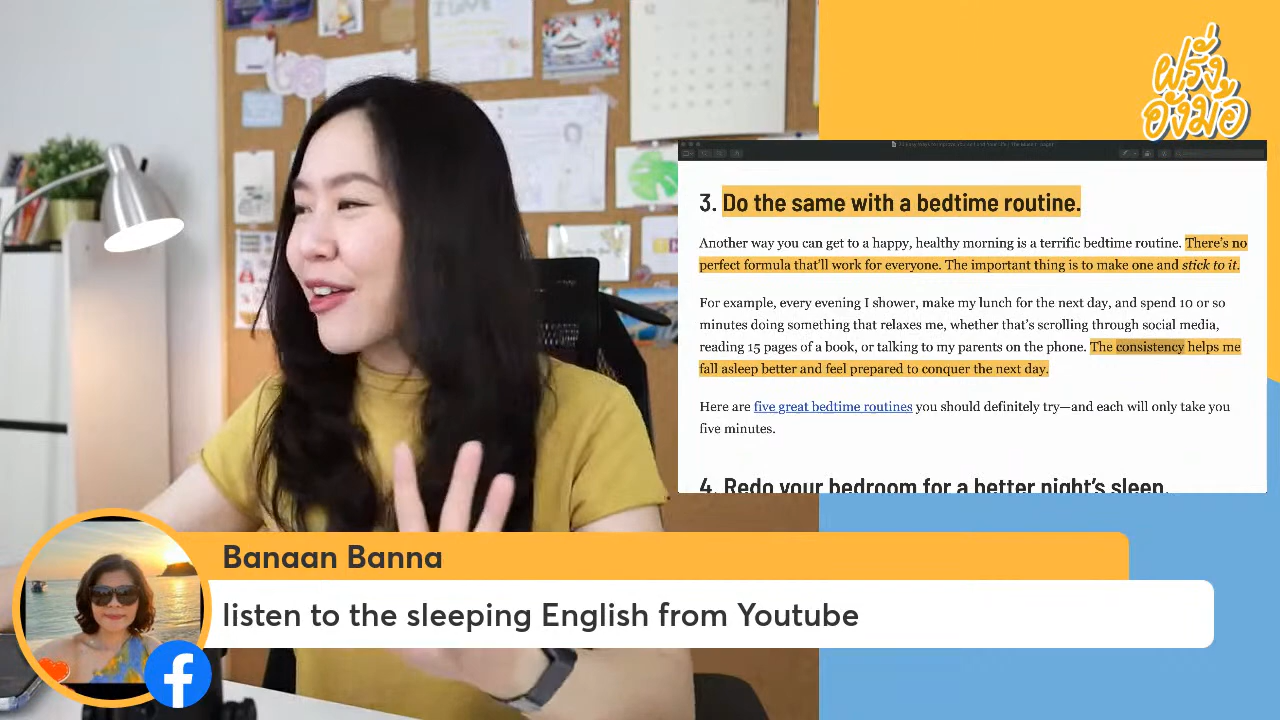 I LOVE
ฝรั่ง
อังม้อ
3. Do the same with a bedtime routine.
Another way you can get to a happy, healthy morning is a terrific bedtime routine. There's no
perfect formula that'll work for everyone. The important thing is to make one and stick to it.
For example, every evening I shower, make my lunch for the next day, and spend 10 or so
minutes doing something that relaxes me, whether that's scrolling through social media,
reading 15 pages of a book, or talking to my parents on the phone. The consistency helps me
fall asleep better and feel prepared to conquer the next day.
Here are five great bedtime routines you should definitely try—and each will only take you
five minutes.
4. Redo your bedroom for a better night's sleep.
Banaan Banna
listen to the sleeping English from Youtube